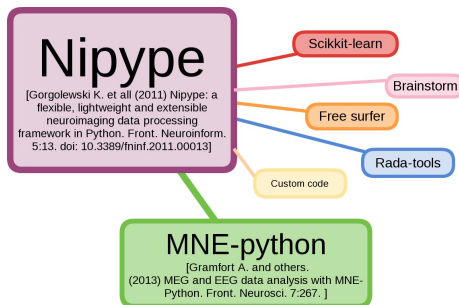 Nipype
[Gorgolewski K. et all (2011) Nipype: a
flexible, lightweight and extensible
neuroimaging data processing
framework in Python. Front. Neuroinform.
5:13. doi: 10.3389/fninf.2011.00013]
Scikkit-learn
Brainstorm
Free surfer
Rada-tools
Custom code
MNE-python
[Gramfort A. and others.
(2013) MEG and EEG data analysis with MNE-
Python. Front. Neurosci. 7:267. ]